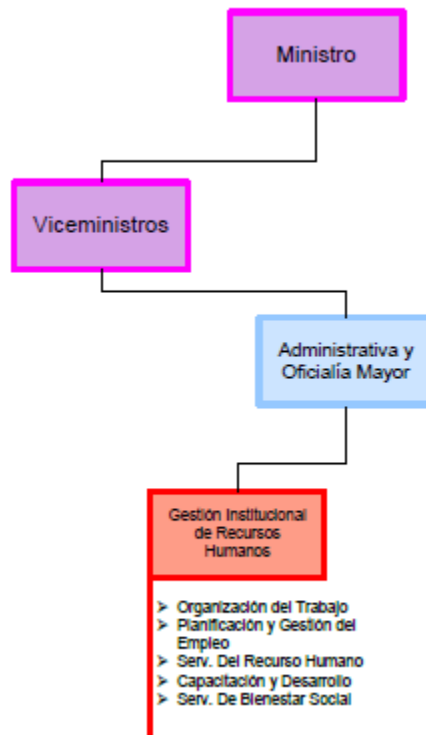 Ministro
Viceministros
Administrativa y
Oficialía Mayor
Gestión Institucional
de Recursos
Humanos
➢ Organización del Trabajo
➢ Planificación y Gestión del
Empleo
➢ Serv. Del Recurso Humano
➢ Capacitación y Desarrollo
➢ Serv. De Bienestar Social